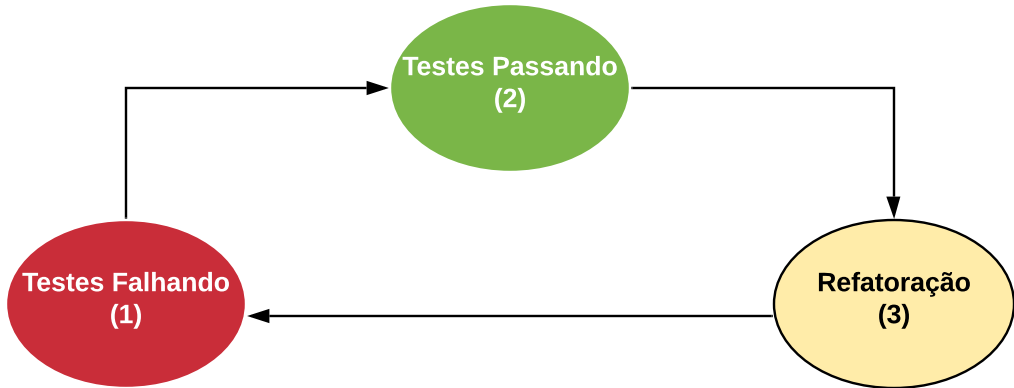 Testes Passando
(2)
Testes Falhando
(1)
Refatoração
(3)